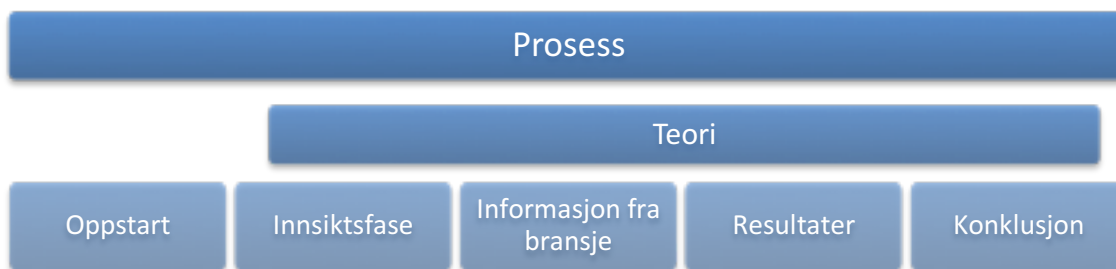 Prosess
Teori
Oppstart
Innsiktsfase
Informasjon fra
bransje
Resultater
Konklusjon